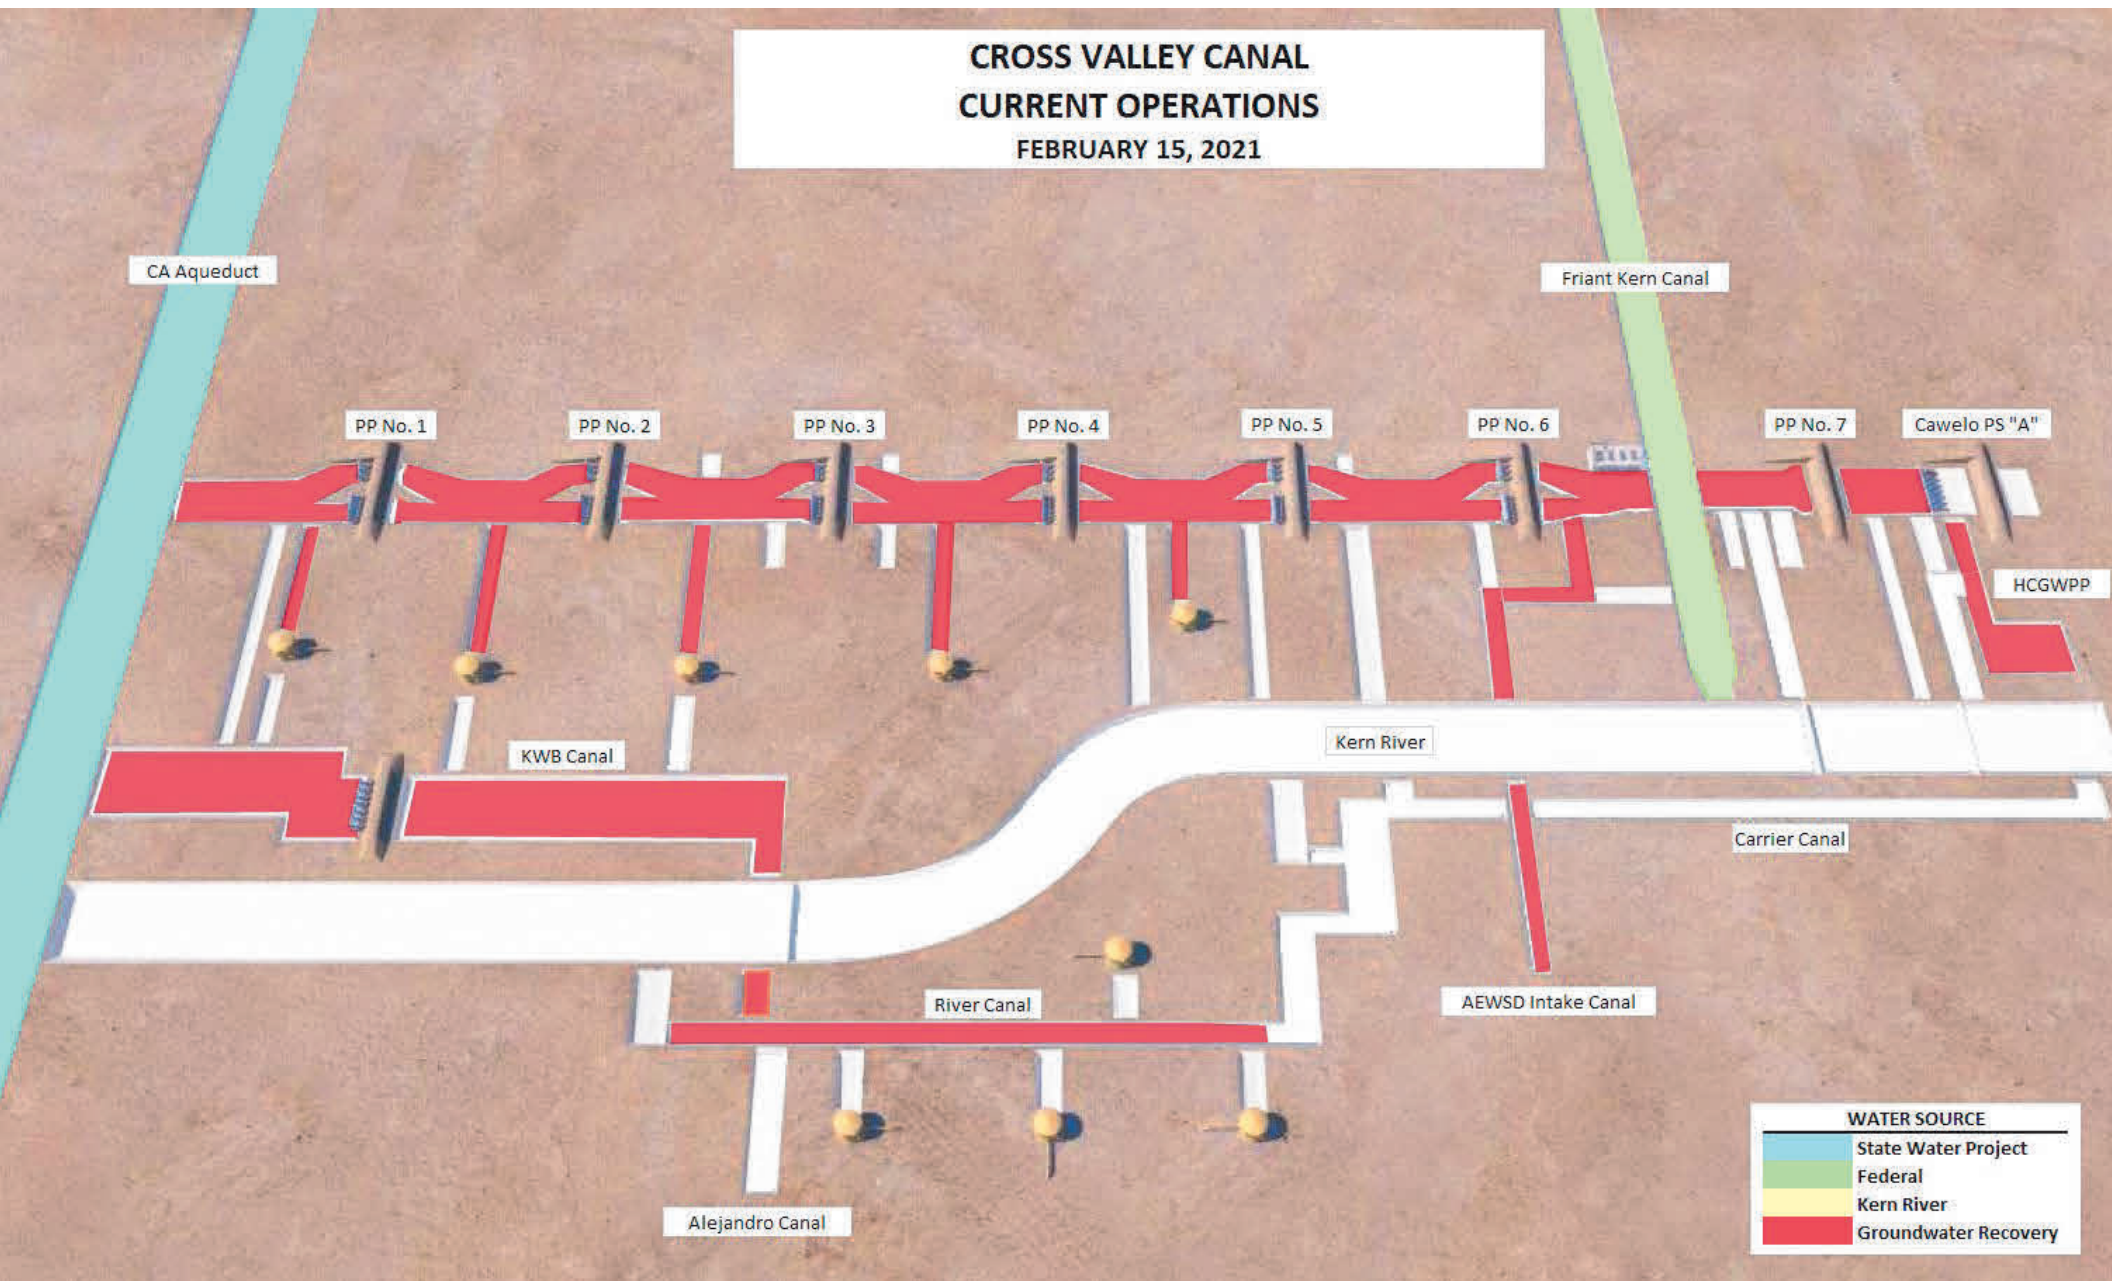 CROSS VALLEY CANAL
CURRENT OPERATIONS
FEBRUARY 15, 2021
CA Aqueduct
Friant Kern Canal
PP No. 1
PP No. 2
PP No. 3
PP No. 4
PP No. 5
PP No. 6
PP No. 7
Cawelo PS "A"
HCGWPP
KWB Canal
Kern River
Carrier Canal
River Canal
AEWSD Intake Canal
Alejandro Canal
WATER SOURCE
State Water Project
Federal
Kern River
Groundwater Recovery